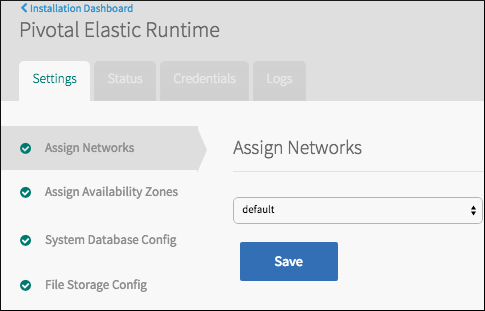 Installation Dashboard
Pivotal Elastic Runtime
Settings
Status
Credentials
Logs
Assign Networks
Assign Availability Zones
System Database Config
File Storage Config
Assign Networks
default
Save